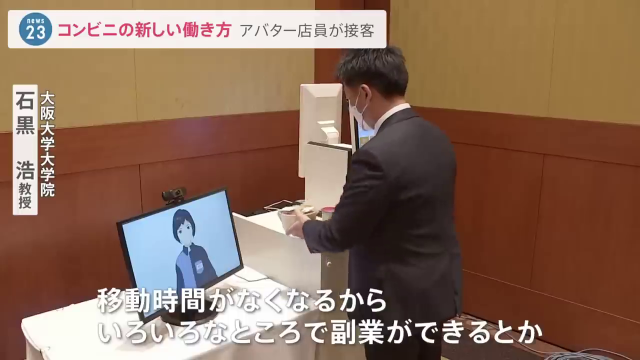 news
23
コンビニの新しい働き方 アバター店員が接客
大阪大学大学院
石黒 浩 教授
移動時間がなくなるから
いろいろなところで副業ができるとか